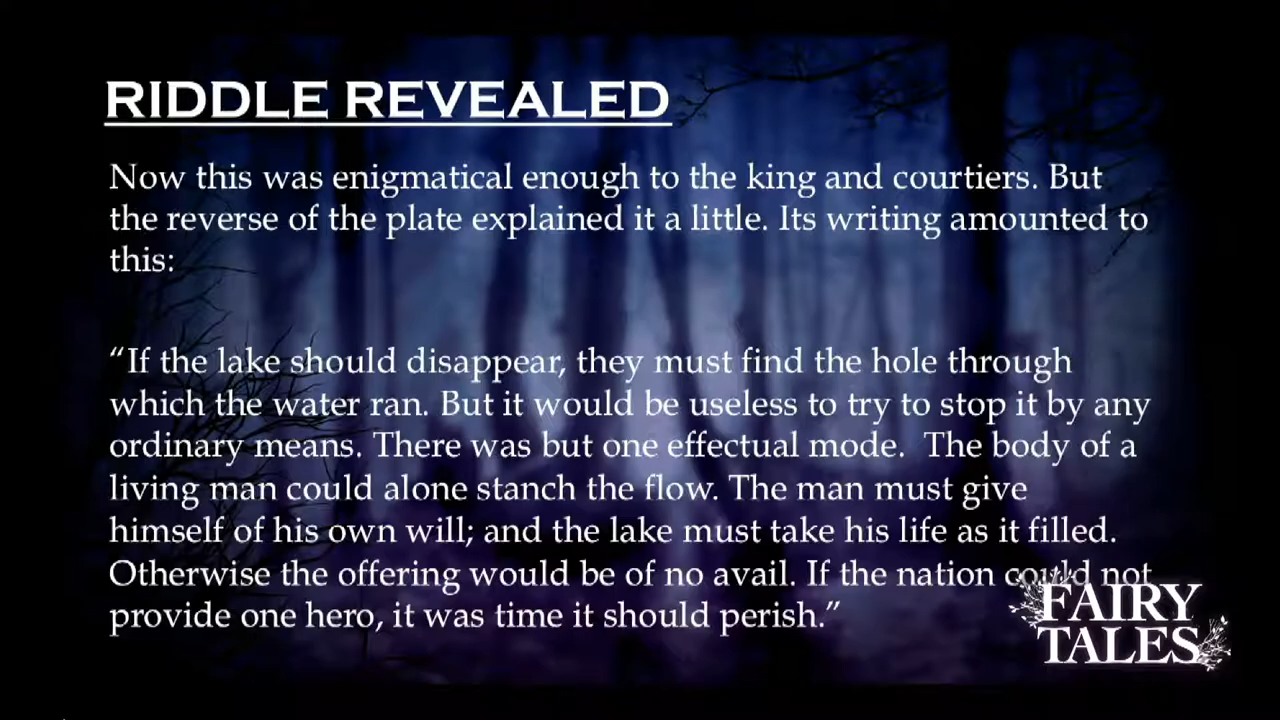 RIDDLE REVEALED
Now this was enigmatical enough to the king and courtiers. But
the reverse of the plate explained it a little. Its writing amounted to
this:
“If the lake should disappear, they must find the hole through
which the water ran. But it would be useless to try to stop it by any
ordinary means. There was but one effectual mode.  The body of a
living man could alone stanch the flow. The man must give
himself of his own will; and the lake must take his life as it filled.
Otherwise the offering would be of no avail. If the nation could not
provide one hero, it was time it should perish.”
FAIRY
TALES